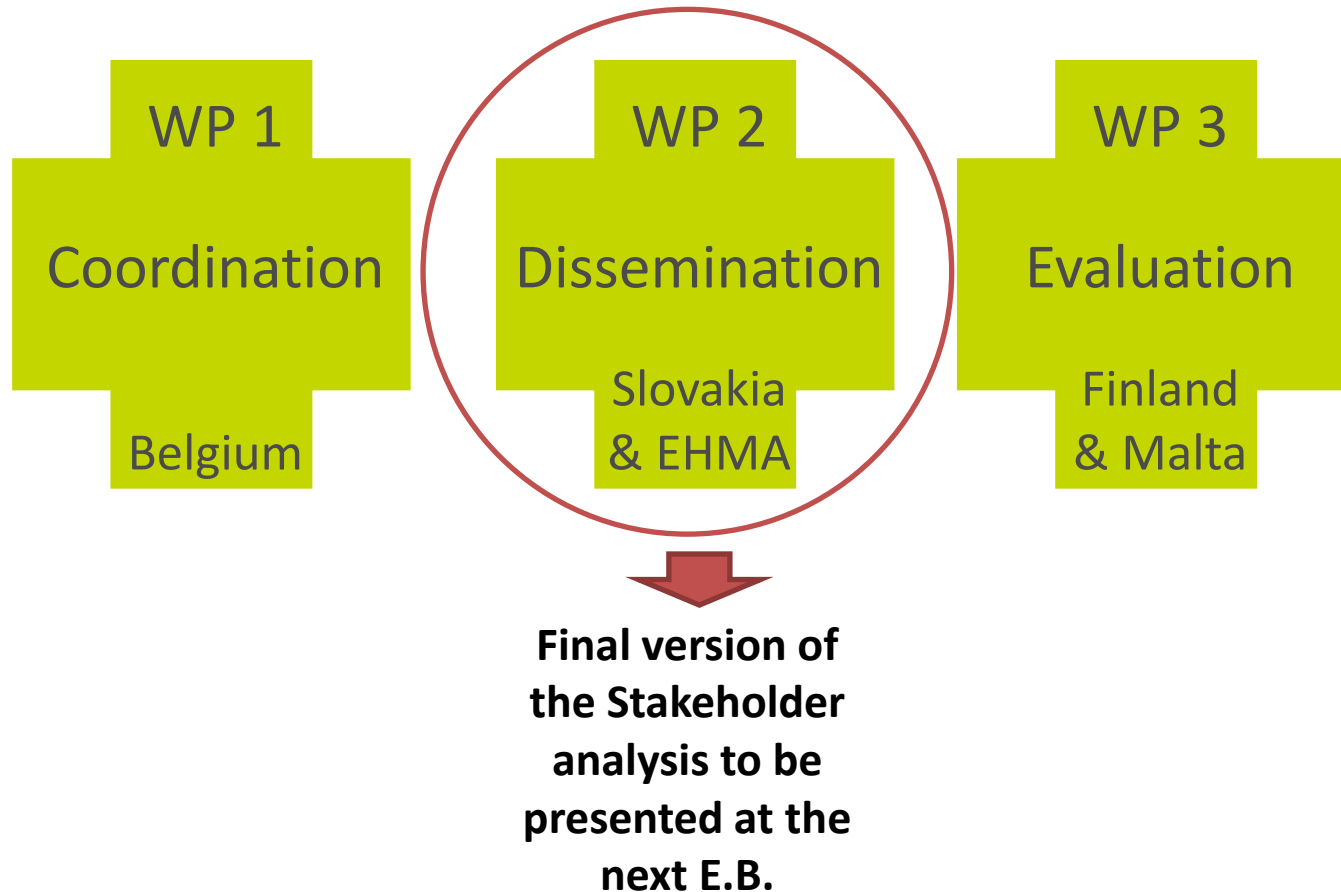 WP 1
Coordination
Belgium
WP 2
Dissemination
Slovakia
& EHMA
WP 3
Evaluation
Finland
& Malta
Final version of
the Stakeholder
analysis to be
presented at the
next E.B.